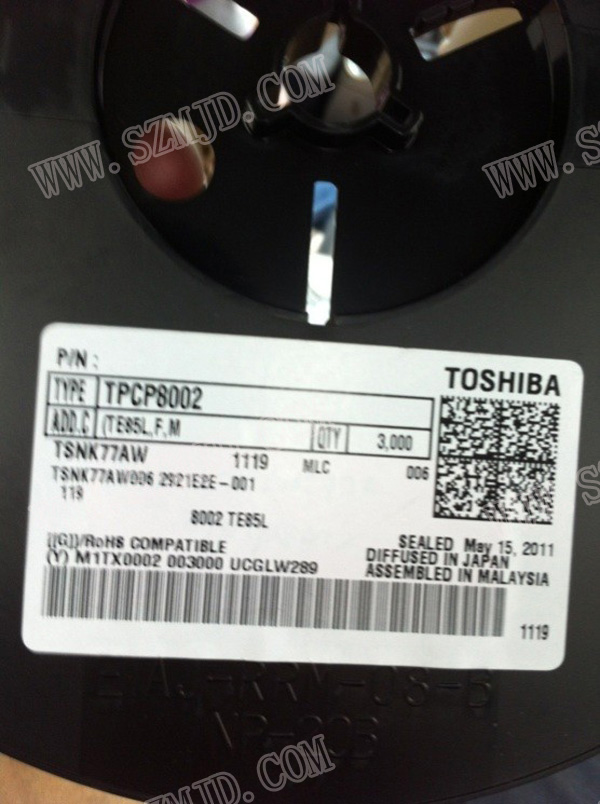 WWW.SZMJD.COM
WWW.S
P/N :
TOSHIBA
TYPE TPCP8002
ADD.C (TE85L,F,M QTY 3,000
TSNK77AW 1119 MLC 006
TSNK77AW006 2921E2E-001
119
8002 TE85L
[[G]]/RoHS COMPATIBLE
(Y) M1TX0002 003000 UCGLW289
SEALED May 15, 2011
DIFFUSED IN JAPAN
ASSEMBLED IN MALAYSIA
1119
WWW.SZMJD.COM